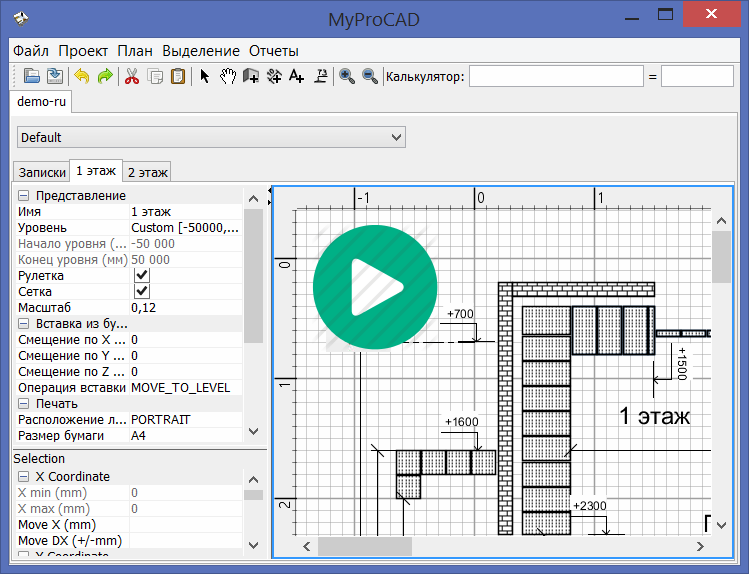 MyProCAD
Файл Проект План Выделение Отчеты
Калькулятор: =
demo-ru
Default
Записки 1 этаж 2 этаж
Представление
Имя 1 этаж
Уровень Custom [-50000,...
Начало уровня (... -50 000
Конец уровня (мм) 50 000
Рулетка
Сетка
Масштаб 0,12
Вставка из бу...
Смещение по X ... 0
Смещение по Y ... 0
Смещение по Z ... 0
Операция вставки MOVE_TO_LEVEL
Печать
Расположение л... PORTRAIT
Размер бумаги A4
Selection
X Coordinate
X min (mm) 0
X max (mm) 0
Move X (mm)
Move DX (+/-mm)
X Coordinate
-1 0 1
0
+700
+1500
1
1 этаж
+1600
2
+2300